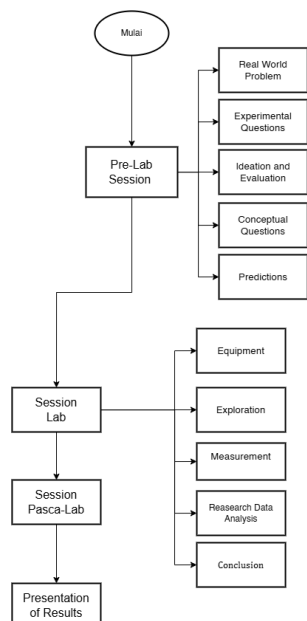 Mulai
Real World
Problem
Experimental
Questions
Pre-Lab
Session
Ideation and
Evaluation
Conceptual
Questions
Predictions
Equipment
Session
Lab
Exploration
Measurement
Session
Pasca-Lab
Reasearch Data
Analysis
Conclusion
Presentation
of Results